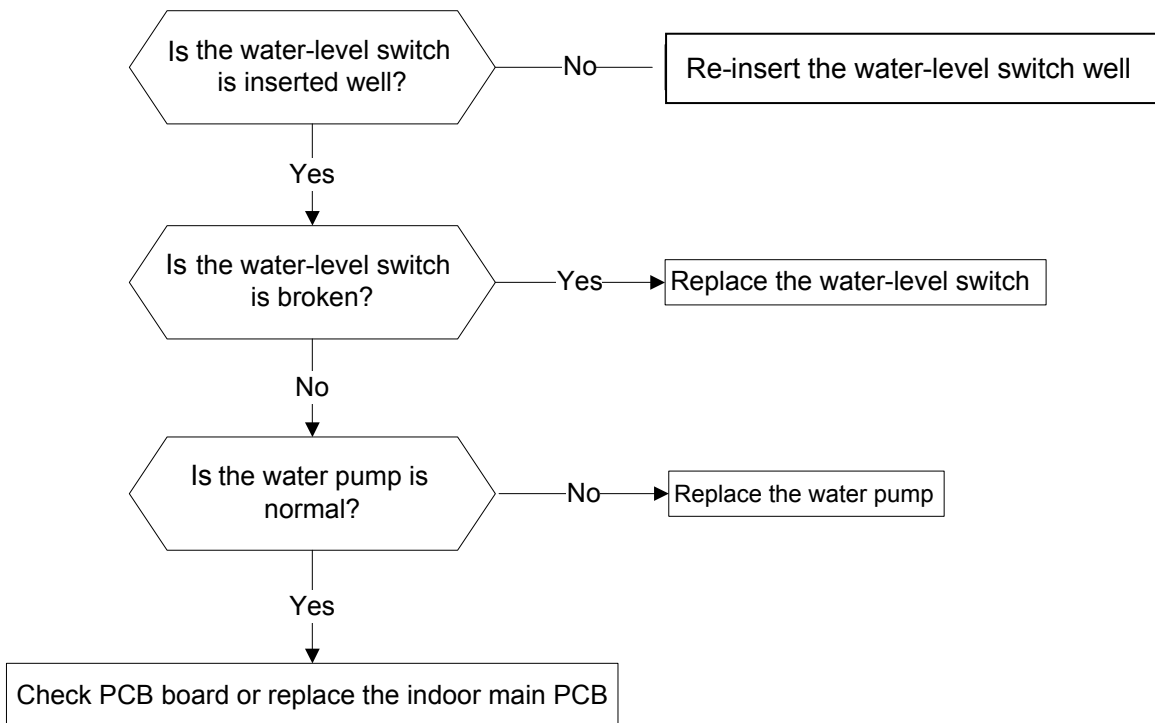 Is the water-level switch
is inserted well?
No
Re-insert the water-level switch well
Yes
Is the water-level switch
is broken?
Yes
Replace the water-level switch
No
Is the water pump is
normal?
No
Replace the water pump
Yes
Check PCB board or replace the indoor main PCB